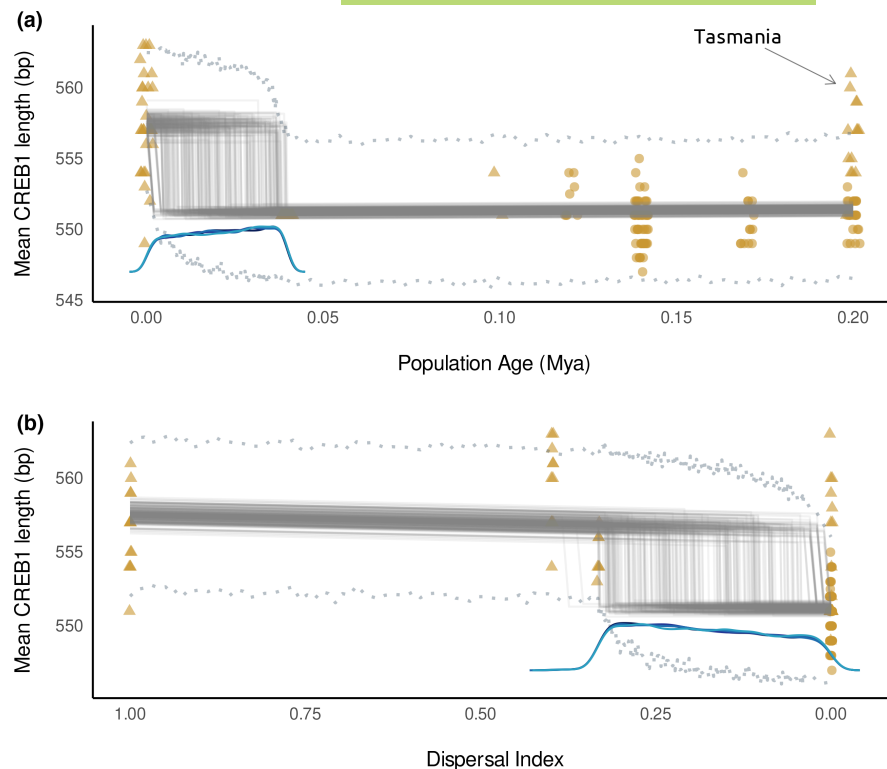 (a)
Tasmania
Mean CREB1 length (bp)
560
555
550
545
0.00 0.05 0.10 0.15 0.20
Population Age (Mya)
(b)
Mean CREB1 length (bp)
560
555
550
1.00 0.75 0.50 0.25 0.00
Dispersal Index